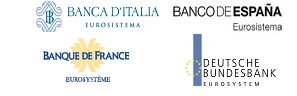 BANCA D'ITALIA
EUROSISTEMA
BANCO DE ESPAÑA
Eurosistema
BANQUE DE FRANCE
EUROSYSTÈME
DEUTSCHE
BUNDESBANK
EUROSYSTEM